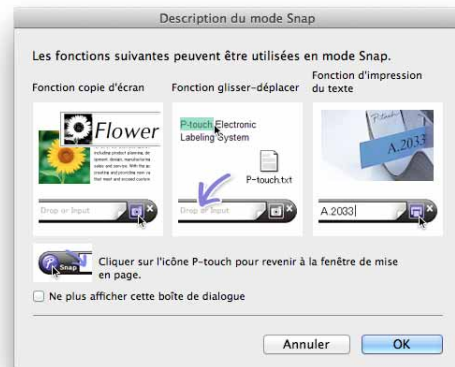 Description du mode Snap
Les fonctions suivantes peuvent être utilisées en mode Snap.
Fonction copie d'écran
Fonction glisser-déplacer
Fonction d'impression
du texte
Flower
P-touch Electronic
Labeling System
P-touch.txt
Drop or Input
Drop or Input
A.2033
A.2033
Snap
Cliquer sur l'icône P-touch pour revenir à la fenêtre de mise
en page.
Ne plus afficher cette boîte de dialogue
Annuler
OK